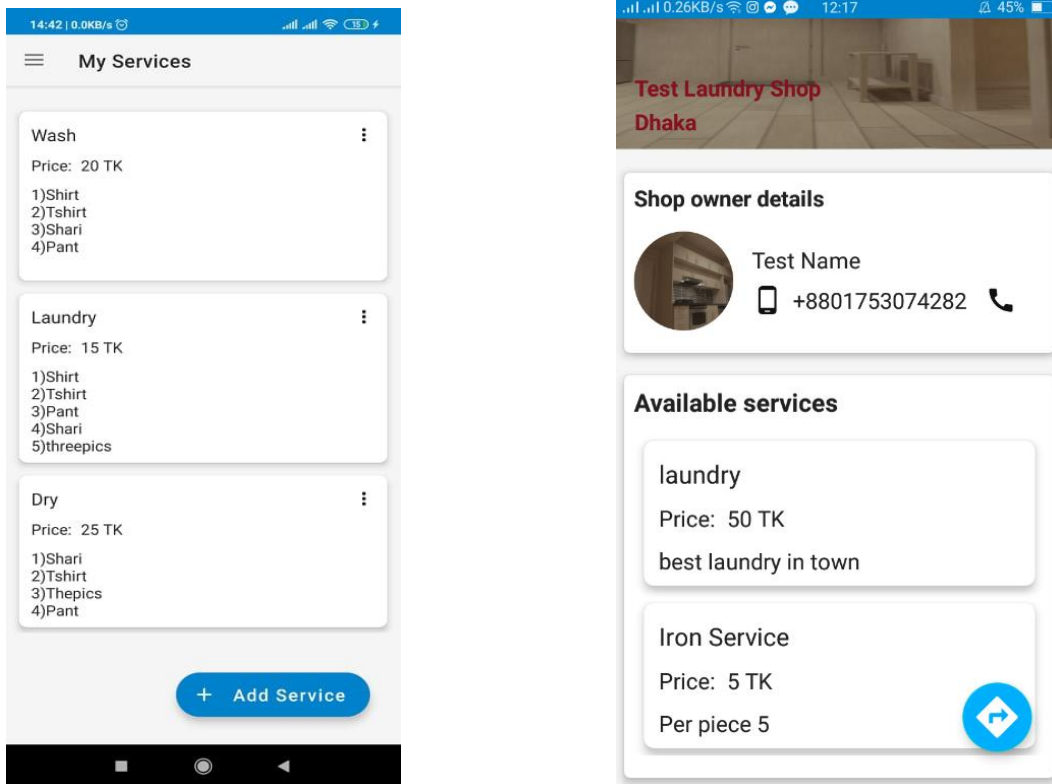 14:42 | 0.0KB/s
15
My Services
Wash
Price: 20 TK
1)Shirt
2)Tshirt
3)Shari
4)Pant
Laundry
Price: 15 TK
1)Shirt
2)Tshirt
3)Pant
4)Shari
5)threepics
Dry
Price: 25 TK
1)Shari
2)Tshirt
3)Thepics
4)Pant
+ Add Service
0.26KB/s 12:17 45%
Test Laundry Shop
Dhaka
Shop owner details
Test Name
+8801753074282
Available services
laundry
Price: 50 TK
best laundry in town
Iron Service
Price: 5 TK
Per piece 5